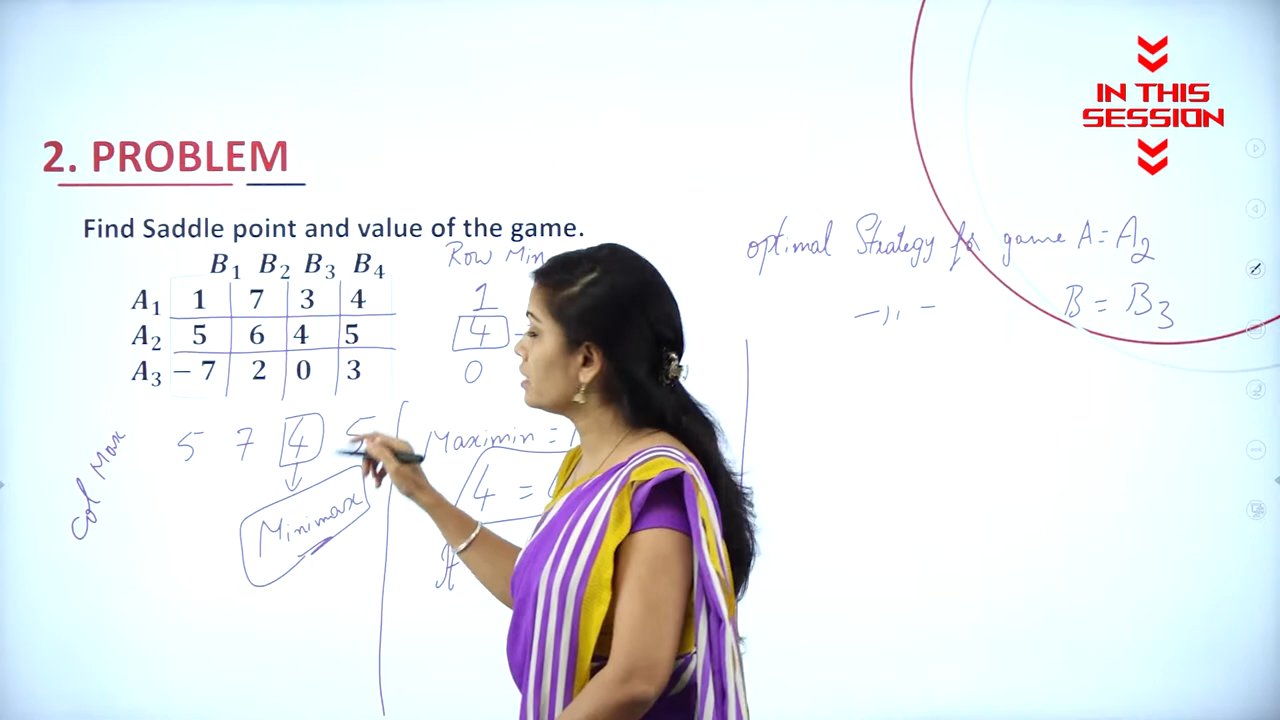 IN THIS
SESSION
2. PROBLEM
Find Saddle point and value of the game.
Row Min
B1 B2 B3 B4
A1 1 7 3 4 1
A2 5 6 4 5 4
A3 −7 2 0 3 0
Col Max 5 7 4 5
Minimax
Maximin =
4 =
optimal Strategy for game A = A2
B = B3